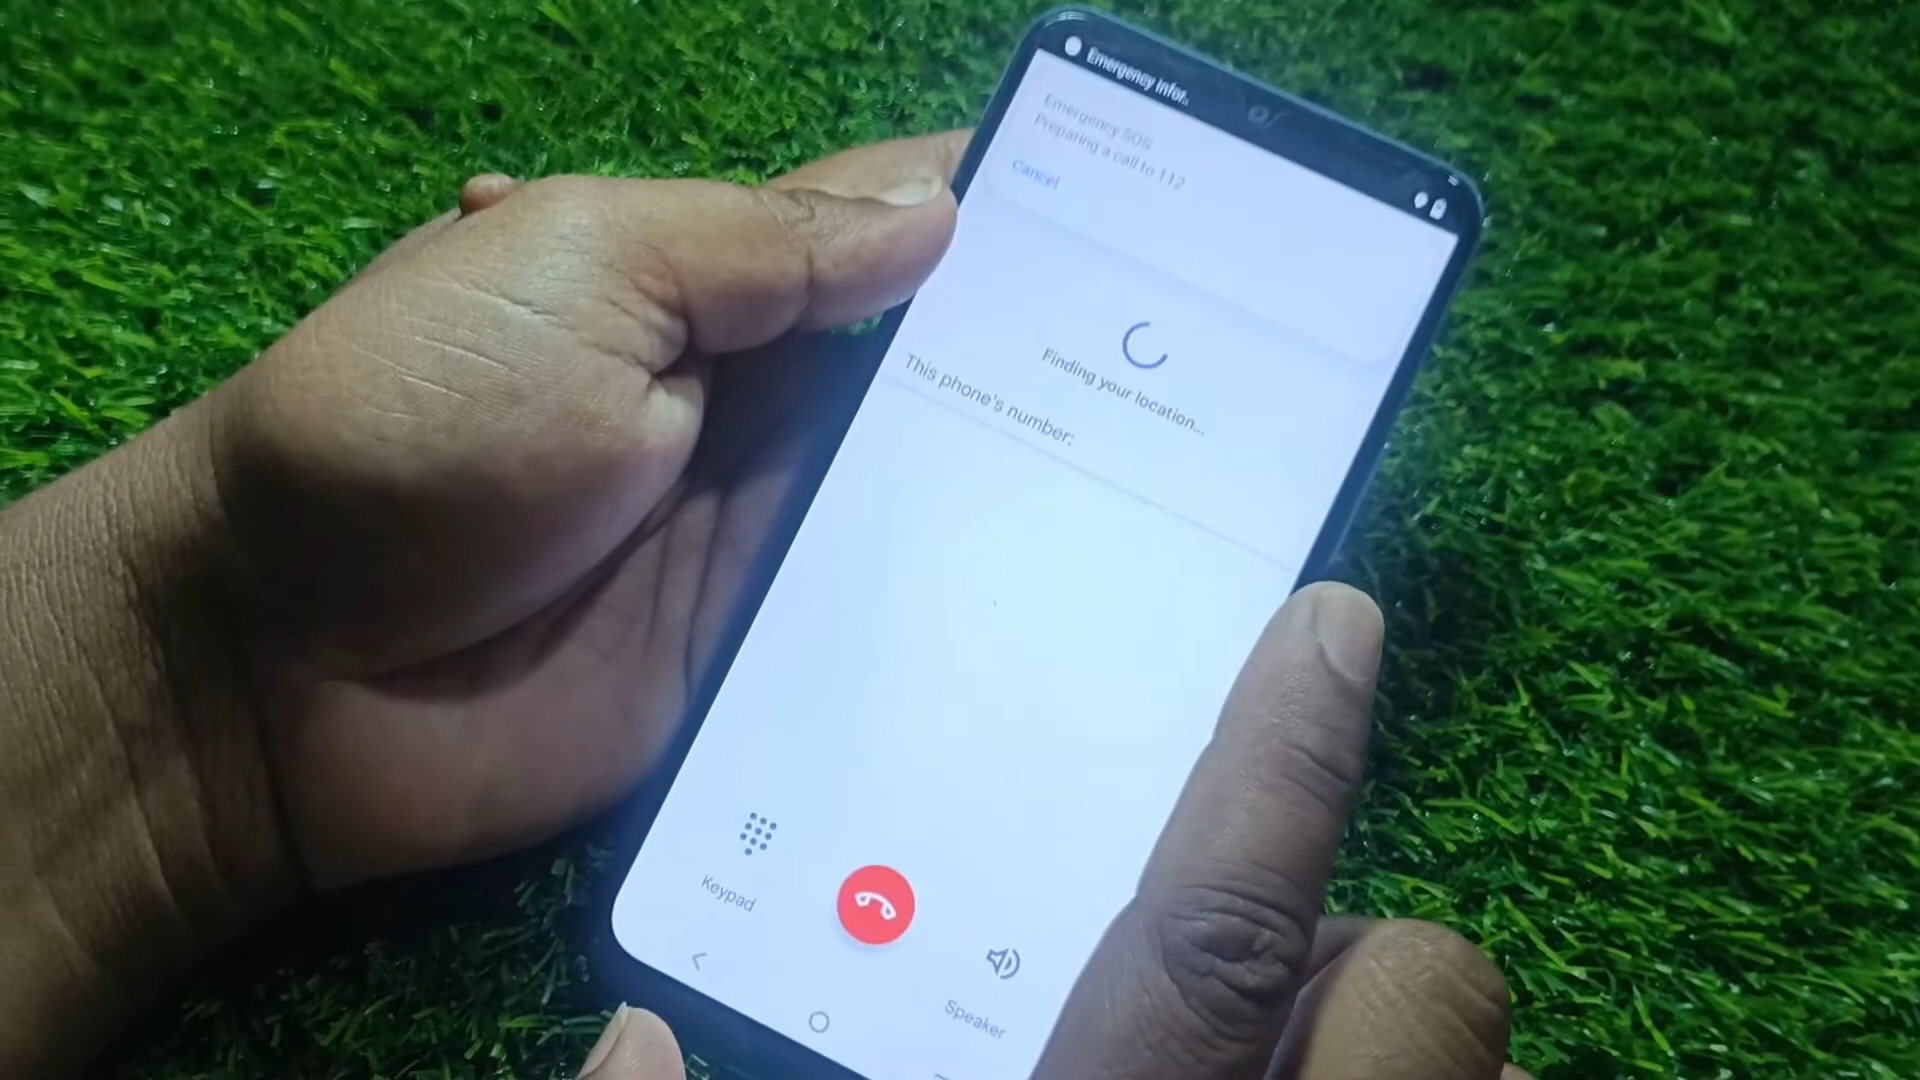 Emergency Infor..
Emergency SOS
Preparing a call to 112
Cancel
Finding your location...
This phone's number:
Keypad
Speaker